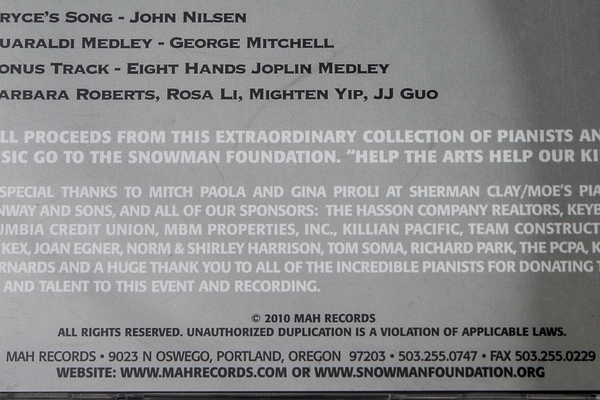 RYCE'S SONG - JOHN NILSEN
UARALDI MEDLEY - GEORGE MITCHELL
ONUS TRACK - EIGHT HANDS JOPLIN MEDLEY
ARBARA ROBERTS, ROSA LI, MIGHTEN YIP, JJ GUO
LL PROCEEDS FROM THIS EXTRAORDINARY COLLECTION OF PIANISTS AN
SIC GO TO THE SNOWMAN FOUNDATION. "HELP THE ARTS HELP OUR KI
SPECIAL THANKS TO MITCH PAOLA AND GINA PIROLI AT SHERMAN CLAY/MOE'S PIA
NWAY AND SONS, AND ALL OF OUR SPONSORS: THE HASSON COMPANY REALTORS, KEYB
UMBIA CREDIT UNION, MBM PROPERTIES, INC., KILLIAN PACIFIC, TEAM CONSTRUCT
KEX, JOAN EGNER, NORM & SHIRLEY HARRISON, TOM SOMA, RICHARD PARK, THE PCPA, K
RNARDS AND A HUGE THANK YOU TO ALL OF THE INCREDIBLE PIANISTS FOR DONATING T
AND TALENT TO THIS EVENT AND RECORDING.
© 2010 MAH RECORDS
ALL RIGHTS RESERVED. UNAUTHORIZED DUPLICATION IS A VIOLATION OF APPLICABLE LAWS.
MAH RECORDS • 9023 N OSWEGO, PORTLAND, OREGON 97203 • 503.255.0747 • FAX 503.255.0229
WEBSITE: WWW.MAHRECORDS.COM OR WWW.SNOWMANFOUNDATION.ORG